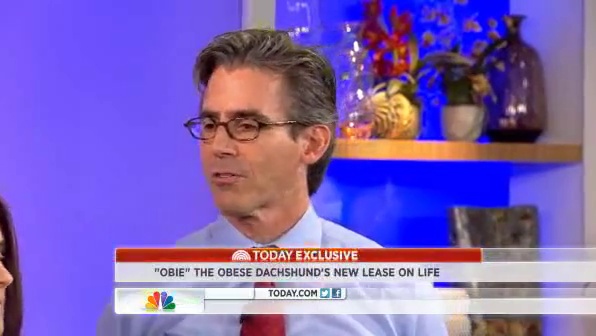 TODAY EXCLUSIVE
"OBIE" THE OBESE DACHSHUND'S NEW LEASE ON LIFE
TODAY.COM